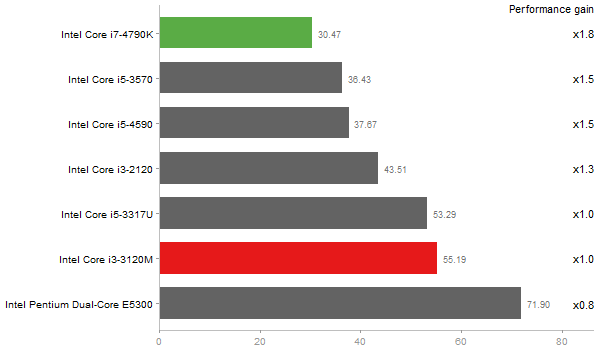 Performance gain
Intel Core i7-4790K 30.47 x1.8
Intel Core i5-3570 36.43 x1.5
Intel Core i5-4590 37.67 x1.5
Intel Core i3-2120 43.51 x1.3
Intel Core i5-3317U 53.29 x1.0
Intel Core i3-3120M 55.19 x1.0
Intel Pentium Dual-Core E5300 71.90 x0.8
0 20 40 60 80